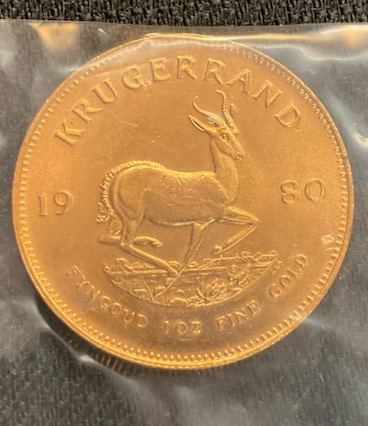 KRUGERRAND
19 80
FYNGOUD 1OZ FINE GOLD